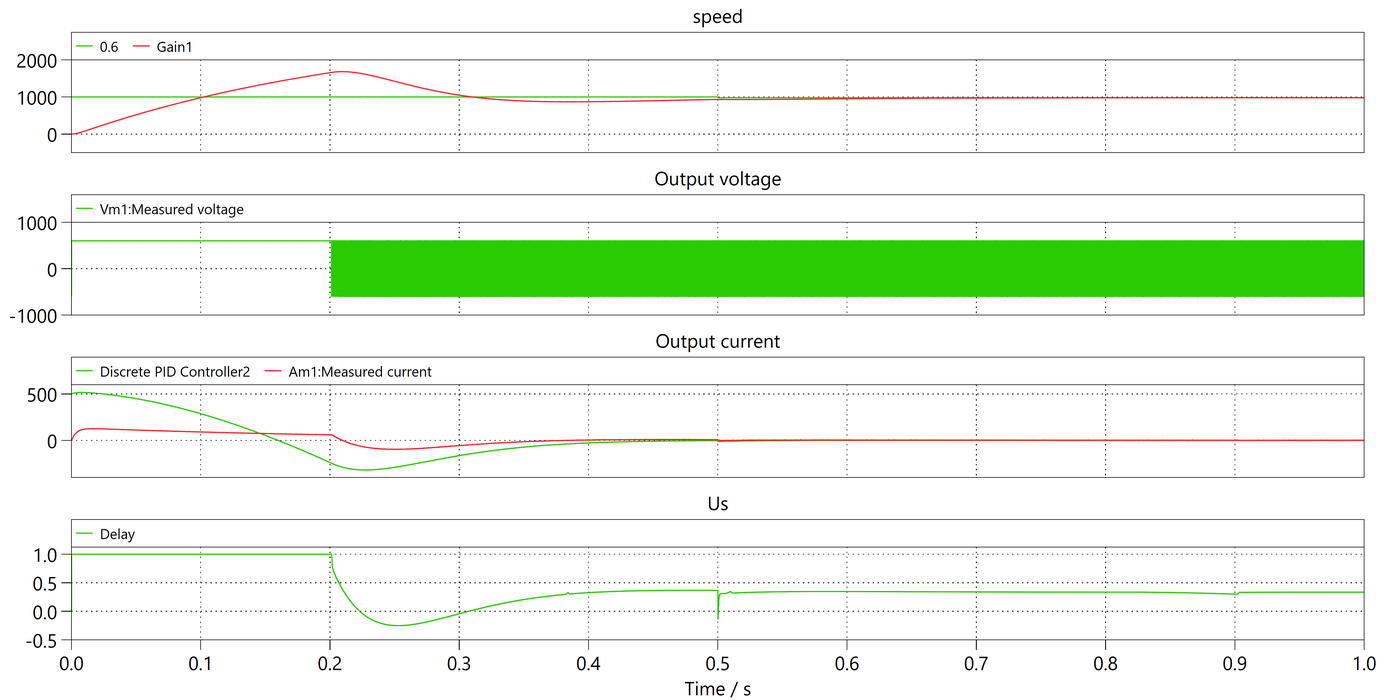 speed
0.6 Gain1
2000
1000
0
Output voltage
Vm1:Measured voltage
1000
0
-1000
Output current
Discrete PID Controller2 Am1:Measured current
500
0
Us
Delay
1.0
0.5
0.0
-0.5
0.0 0.1 0.2 0.3 0.4 0.5 0.6 0.7 0.8 0.9 1.0
Time / s